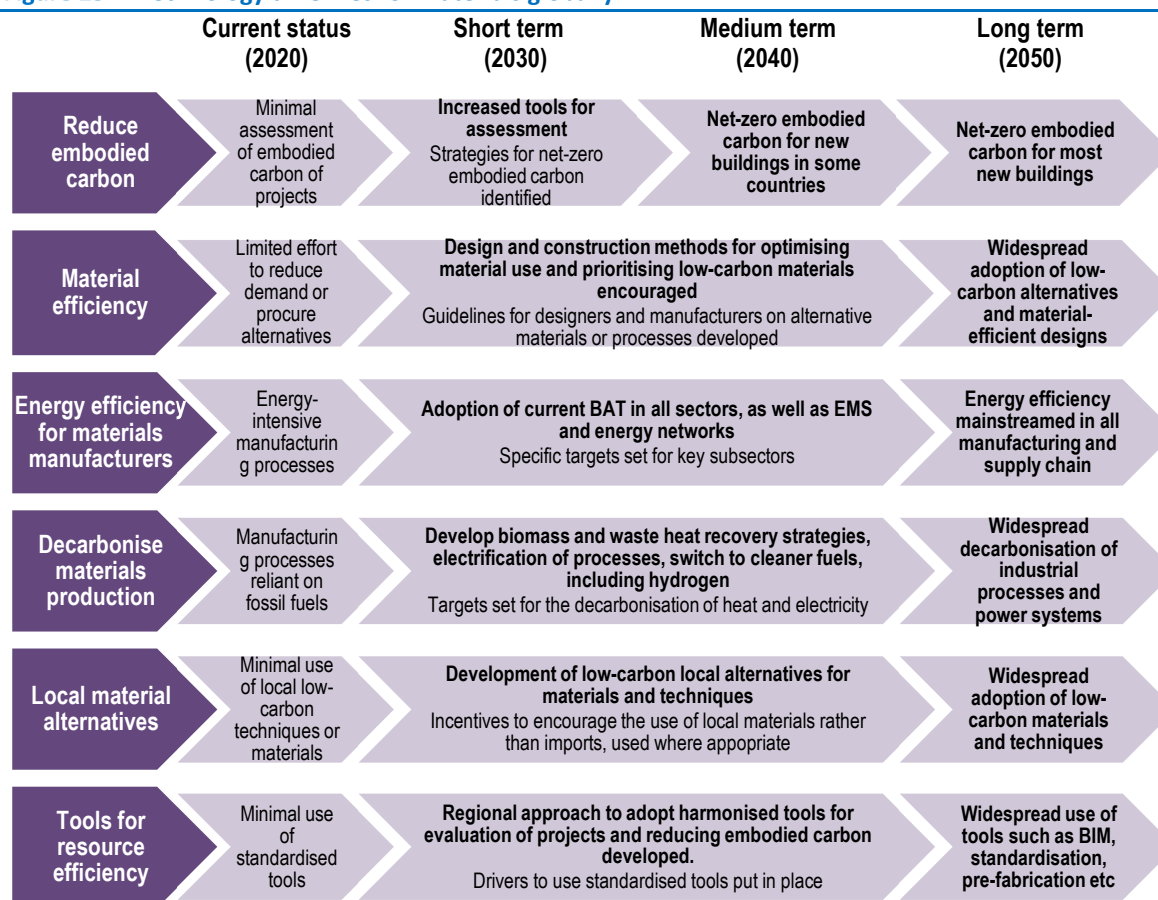 Current status
(2020)
Short term
(2030)
Medium term
(2040)
Long term
(2050)
Reduce
embodied
carbon
Minimal
assessment
of embodied
carbon of
projects
Increased tools for
assessment
Strategies for net-zero
embodied carbon
identified
Net-zero embodied
carbon for new
buildings in some
countries
Net-zero embodied
carbon for most
new buildings
Material
efficiency
Limited effort
to reduce
demand or
procure
alternatives
Design and construction methods for optimising
material use and prioritising low-carbon materials
encouraged
Guidelines for designers and manufacturers on alternative
materials or processes developed
Widespread
adoption of low-
carbon alternatives
and material-
efficient designs
Energy efficiency
for materials
manufacturers
Energy-
intensive
manufacturin
g processes
Adoption of current BAT in all sectors, as well as EMS
and energy networks
Specific targets set for key subsectors
Energy efficiency
mainstreamed in all
manufacturing and
supply chain
Decarbonise
materials
production
Manufacturin
g processes
reliant on
fossil fuels
Develop biomass and waste heat recovery strategies,
electrification of processes, switch to cleaner fuels,
including hydrogen
Targets set for the decarbonisation of heat and electricity
Widespread
decarbonisation of
industrial
processes and
power systems
Local material
alternatives
Minimal use
of local low-
carbon
techniques or
materials
Development of low-carbon local alternatives for
materials and techniques
Incentives to encourage the use of local materials rather
than imports, used where appopriate
Widespread
adoption of low-
carbon materials
and techniques
Tools for
resource
efficiency
Minimal use
of
standardised
tools
Regional approach to adopt harmonised tools for
evaluation of projects and reducing embodied carbon
developed.
Drivers to use standardised tools put in place
Widespread use of
tools such as BIM,
standardisation,
pre-fabrication etc